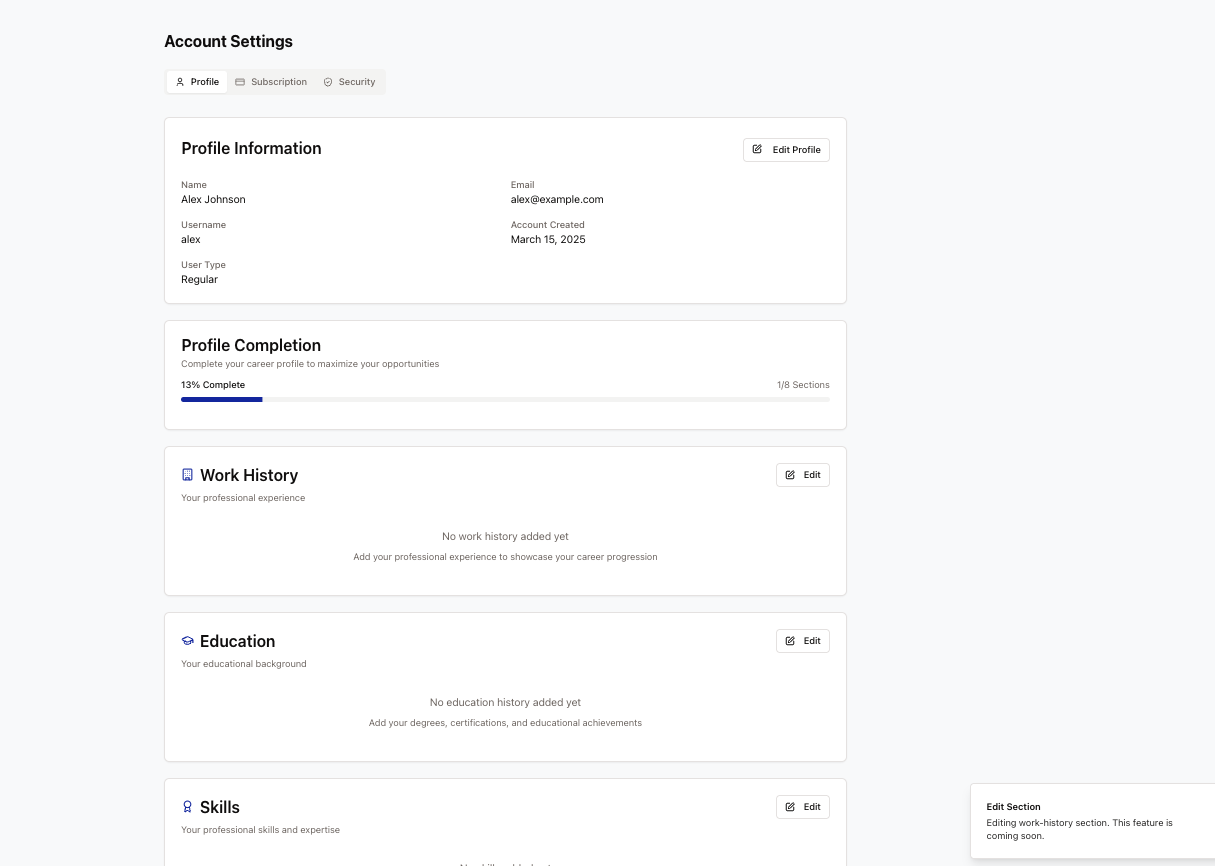 Account Settings
Profile
Subscription
Security
Profile Information
Edit Profile
Name
Alex Johnson
Email
alex@example.com
Username
alex
Account Created
March 15, 2025
User Type
Regular
Profile Completion
Complete your career profile to maximize your opportunities
13% Complete
1/8 Sections
Work History
Edit
Your professional experience
No work history added yet
Add your professional experience to showcase your career progression
Education
Edit
Your educational background
No education history added yet
Add your degrees, certifications, and educational achievements
Skills
Edit
Your professional skills and expertise
Edit Section
Editing work-history section. This feature is
coming soon.